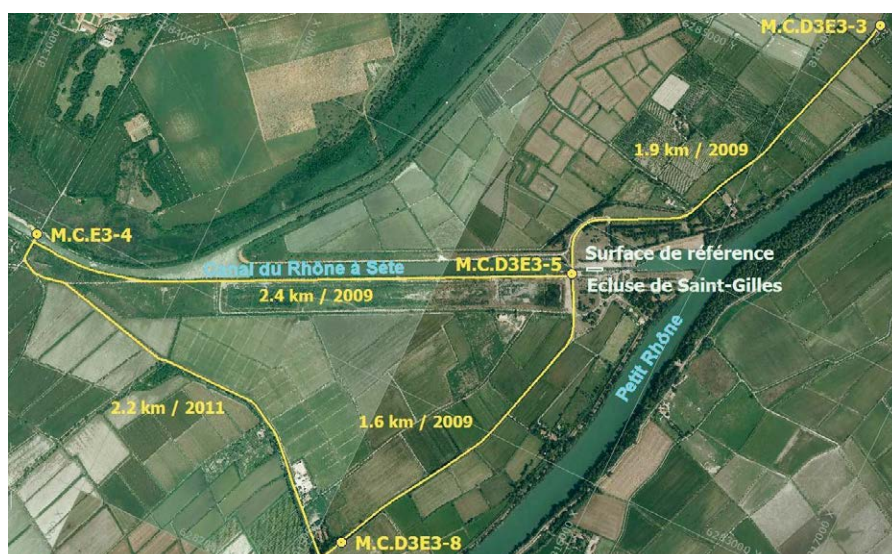 M.C.D3E3-3
1.9 km / 2009
M.C.E3-4
Canal du Rhône à Sète
M.C.D3E3-5
Surface de référence
Ecluse de Saint-Gilles
2.4 km / 2009
Petit Rhône
2.2 km / 2011
1.6 km / 2009
M.C.D3E3-8